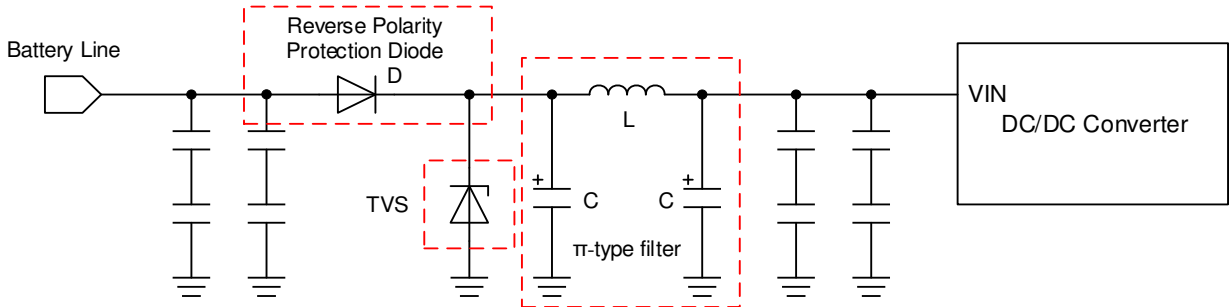 Battery Line
Reverse Polarity
Protection Diode
D
L
VIN
DC/DC Converter
TVS
+
C
+
C
π-type filter